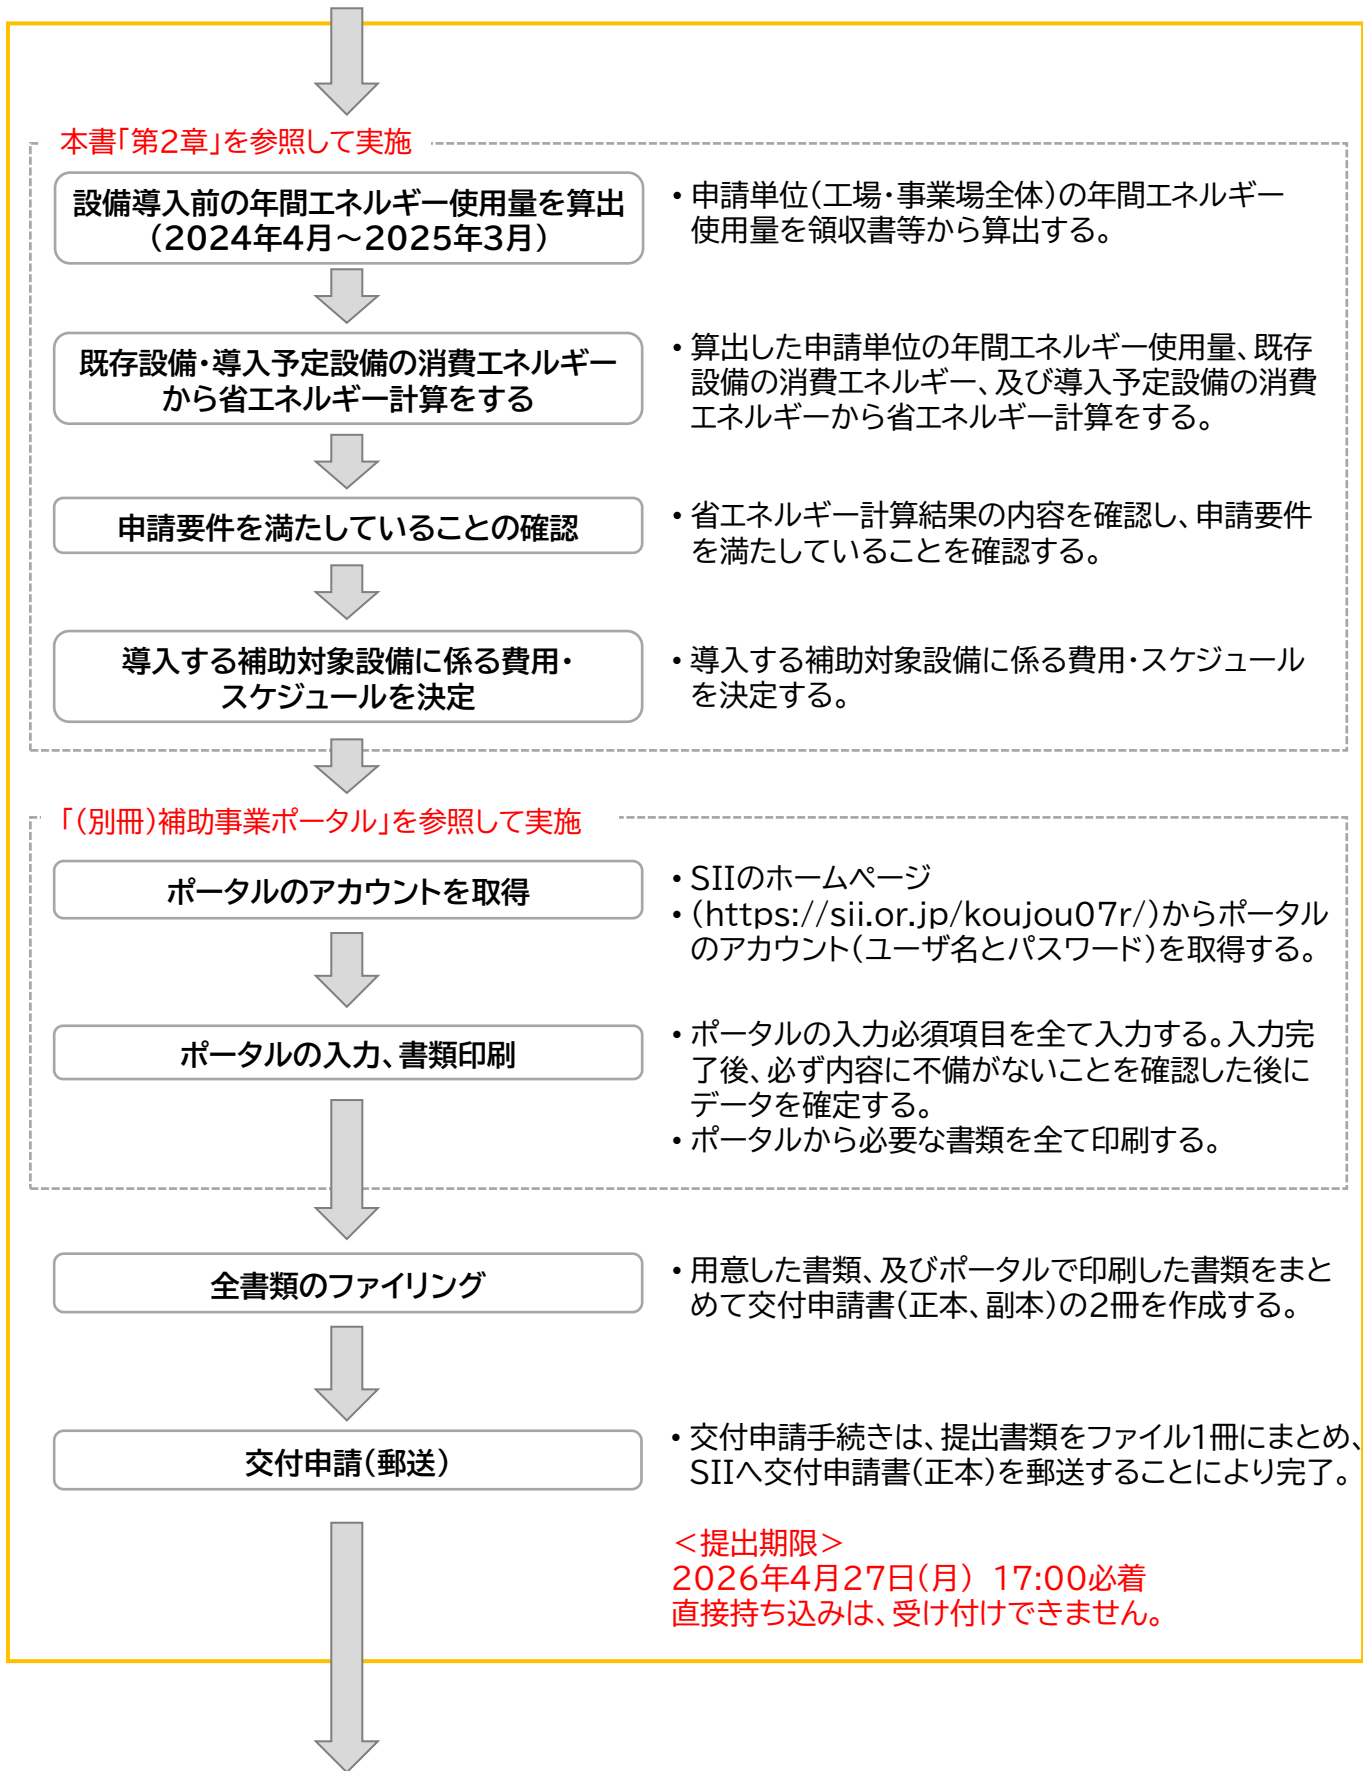 本書「第2章」を参照して実施
設備導入前の年間エネルギー使用量を算出
(2024年4月～2025年3月)
• 申請単位(工場・事業場全体)の年間エネルギー
使用量を領収書等から算出する。
既存設備・導入予定設備の消費エネルギー
から省エネルギー計算をする
• 算出した申請単位の年間エネルギー使用量、既存
設備の消費エネルギー、及び導入予定設備の消費
エネルギーから省エネルギー計算をする。
申請要件を満たしていることの確認
• 省エネルギー計算結果の内容を確認し、申請要件
を満たしていることを確認する。
導入する補助対象設備に係る費用・
スケジュールを決定
• 導入する補助対象設備に係る費用・スケジュール
を決定する。
「(別冊)補助事業ポータル」を参照して実施
ポータルのアカウントを取得
• SIIのホームページ
• (https://sii.or.jp/koujou07r/)からポータル
のアカウント(ユーザ名とパスワード)を取得する。
ポータルの入力、書類印刷
• ポータルの入力必須項目を全て入力する。入力完
了後、必ず内容に不備がないことを確認した後に
データを確定する。
• ポータルから必要な書類を全て印刷する。
全書類のファイリング
• 用意した書類、及びポータルで印刷した書類をまと
めて交付申請書(正本、副本)の2冊を作成する。
交付申請(郵送)
• 交付申請手続きは、提出書類をファイル1冊にまとめ、
SIIへ交付申請書(正本)を郵送することにより完了。
＜提出期限＞
2026年4月27日(月) 17:00必着
直接持ち込みは、受け付けできません。